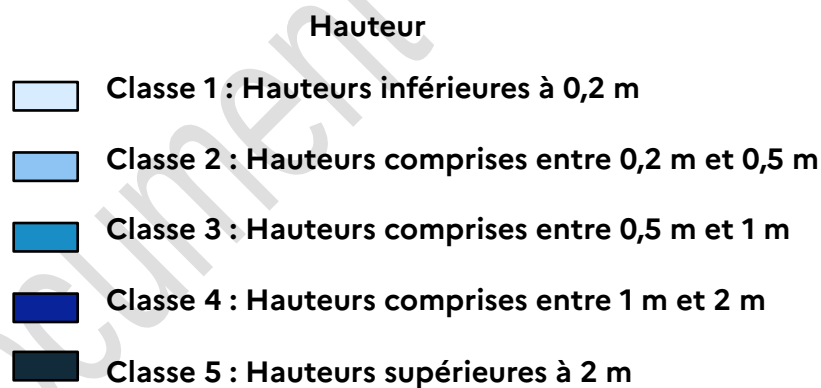 Hauteur
Classe 1 : Hauteurs inférieures à 0,2 m
Classe 2 : Hauteurs comprises entre 0,2 m et 0,5 m
Classe 3 : Hauteurs comprises entre 0,5 m et 1 m
Classe 4 : Hauteurs comprises entre 1 m et 2 m
Classe 5 : Hauteurs supérieures à 2 m
ocument